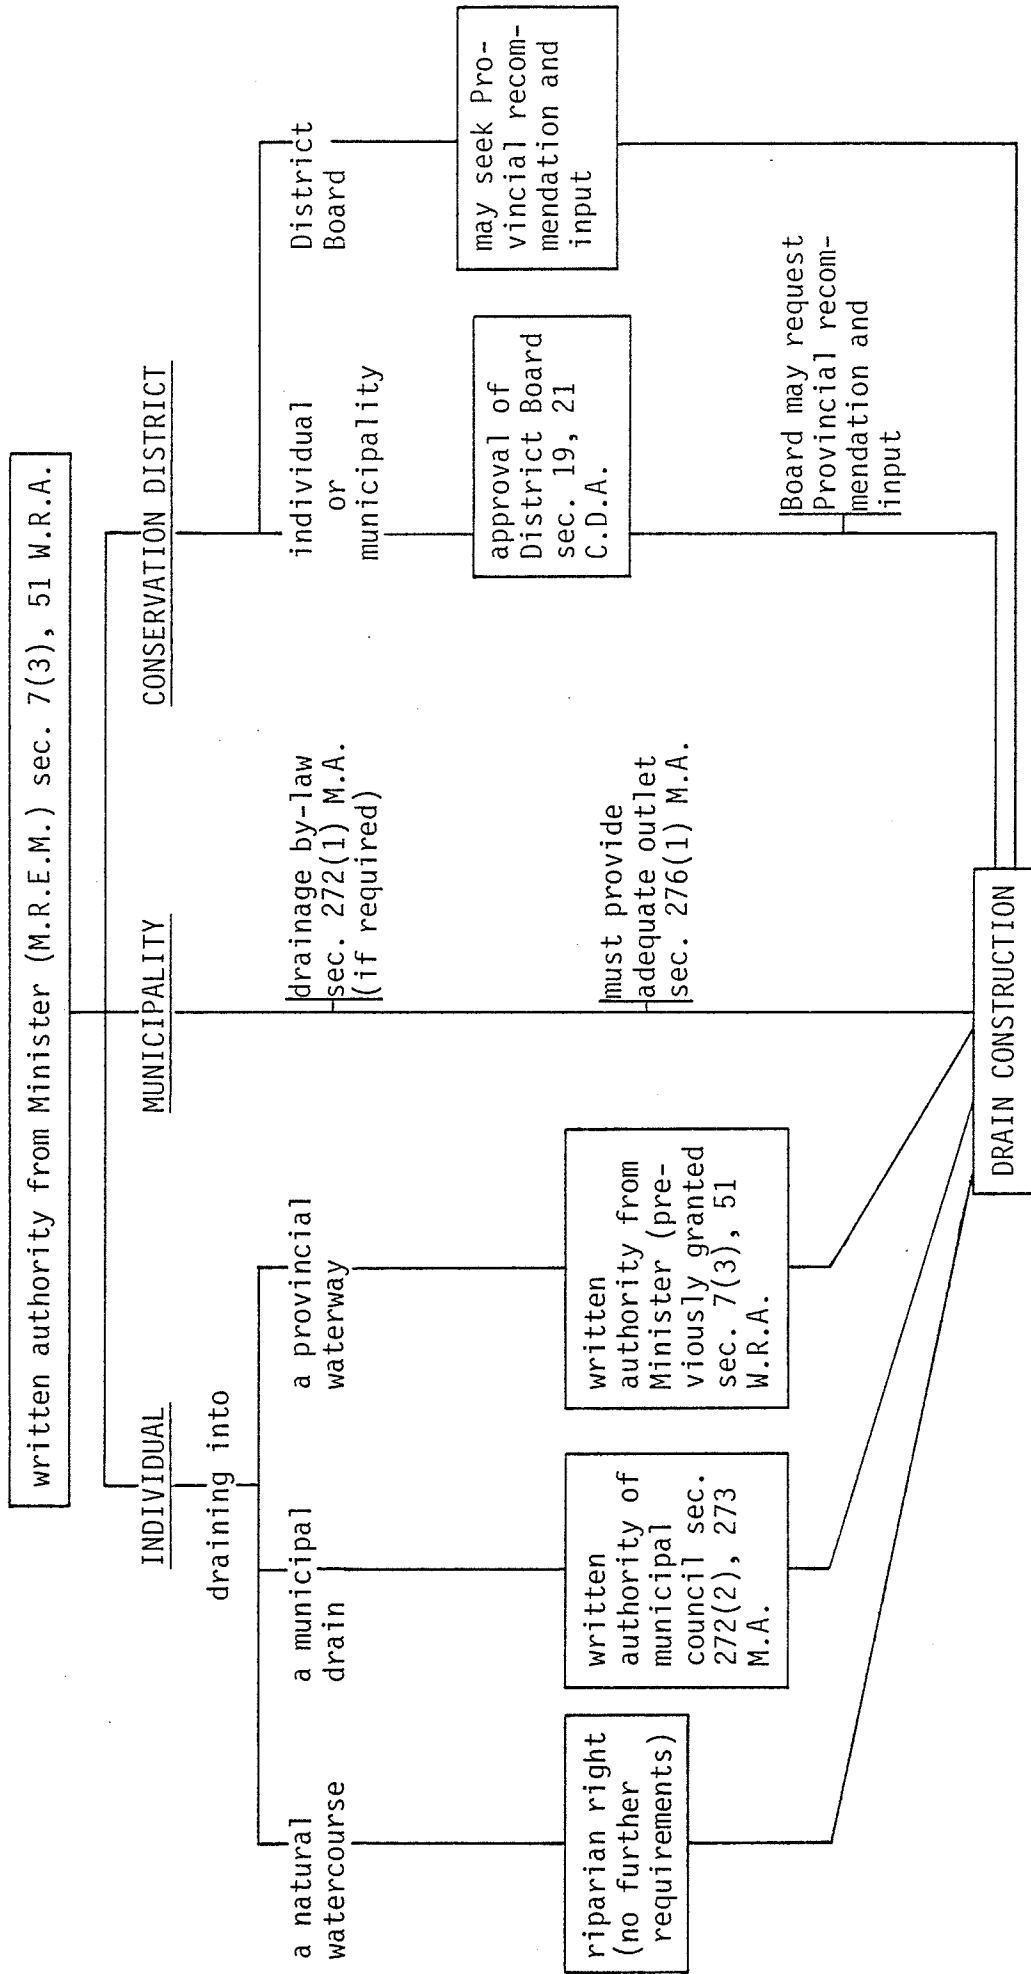 written authority from Minister (M.R.E.M.) sec. 7(3), 51 W.R.A.
INDIVIDUAL
draining into
a natural
watercourse
riparian right
(no further
requirements)
a municipal
drain
written
authority of
municipal
council sec.
272(2), 273
M.A.
a provincial
waterway
written
authority from
Minister (pre-
viously granted
sec. 7(3), 51
W.R.A.
MUNICIPALITY
drainage by-law
sec. 272(1) M.A.
(if required)
must provide
adequate outlet
sec. 276(1) M.A.
CONSERVATION DISTRICT
individual
or
municipality
approval of
District Board
sec. 19, 21
C.D.A.
Board may request
Provincial recom-
mendation and
input
District
Board
may seek Pro-
vincial recom-
mendation and
input
DRAIN CONSTRUCTION